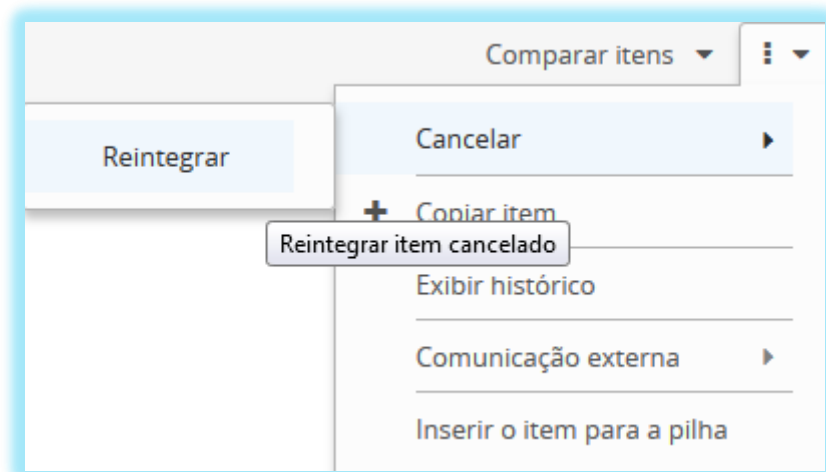 Comparar itens
Cancelar
Reintegrar
Copiar item
Reintegrar item cancelado
Exibir histórico
Comunicação externa
Inserir o item para a pilha